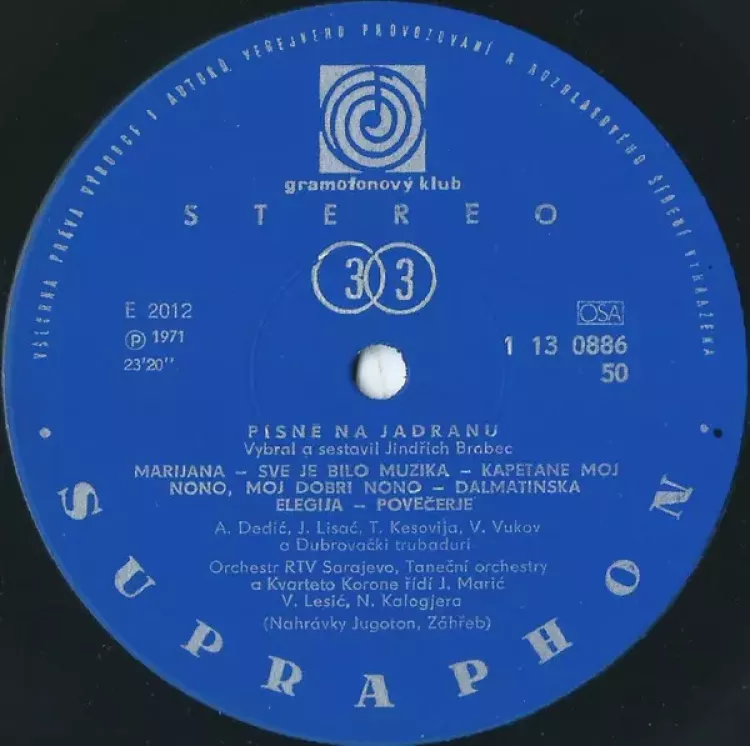 VŠECHNA PRÁVA VÝROBCE I AUTORŮ VEREJNÉHO PROVOZOVÁNÍ A ROZHLASOVÉHO ŠÍŘENÍ VYHRAZENA
gramofonový klub
STEREO
33
E 2012
℗ 1971
23'20''
OSA
1 13 0886
50
PÍSNĚ NA JADRANU
Vybral a sestavil Jindřich Brabec
MARIJANA – SVE JE BILO MUZIKA – KAPETANE MOJ
NONO, MOJ DOBRI NONO – DALMATINSKA
ELEGIJA – POVEČERJE
A. Dedić, J. Lisać, T. Kesovija, V. Vukov
a Dubrovački trubaduri
Orchestr RTV Sarajevo, Taneční orchestry
a Kvarteto Korone řídí J. Marić
V. Lesić, N. Kalogjera
(Nahrávky Jugoton, Záhřeb)
SUPRAPHON